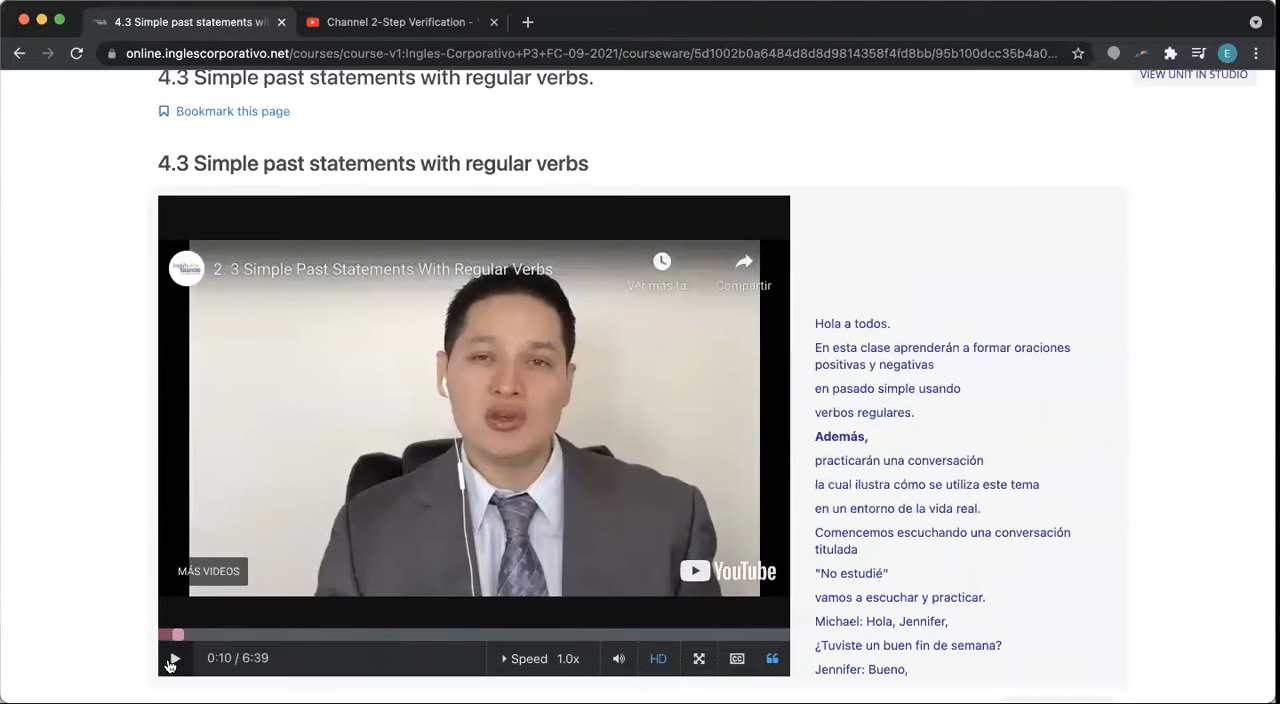 4.3 Simple past statements wi
Channel 2-Step Verification -
online.inglescorporativo.net/courses/course-v1:Ingles-Corporativo+P3+FC-09-2021/courseware/5d1002b0a6484d8d8d9814358f4fd8bb/95b100dcc35b4a0...
E
4.3 Simple past statements with regular verbs.
VIEW UNIT IN STUDIO
Bookmark this page
4.3 Simple past statements with regular verbs
2. 3 Simple Past Statements With Regular Verbs
Ver más ta...
Compartir
MÁS VIDEOS
YouTube
0:10 / 6:39
Speed 1.0x
HD
CC
Hola a todos.
En esta clase aprenderán a formar oraciones
positivas y negativas
en pasado simple usando
verbos regulares.
Además,
practicarán una conversación
la cual ilustra cómo se utiliza este tema
en un entorno de la vida real.
Comencemos escuchando una conversación
titulada
"No estudié"
vamos a escuchar y practicar.
Michael: Hola, Jennifer,
¿Tuviste un buen fin de semana?
Jennifer: Bueno,